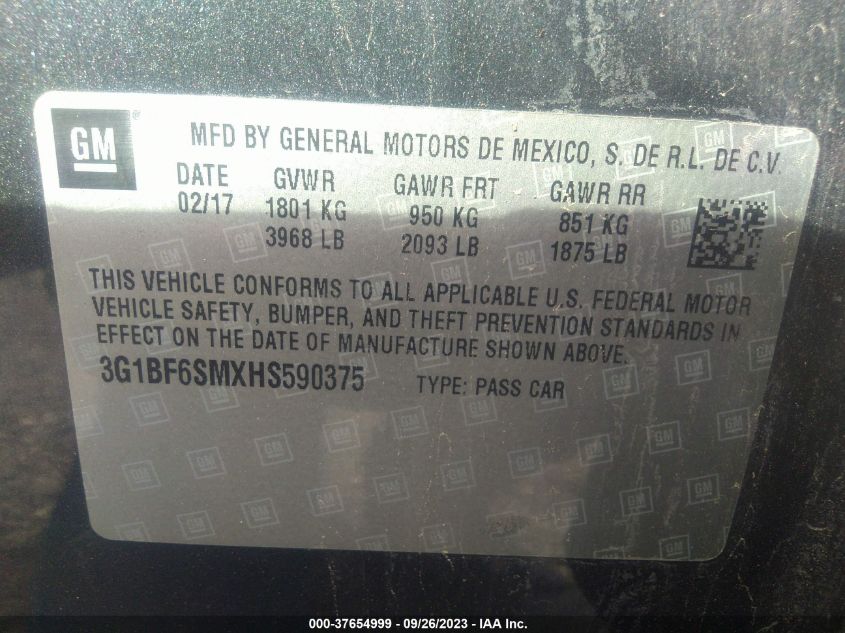 GM ®
MFD BY GENERAL MOTORS DE MEXICO, S. DE R.L. DE C.V.
DATE GVWR GAWR FRT GAWR RR
02/17 1801 KG 950 KG 851 KG
3968 LB 2093 LB 1875 LB
THIS VEHICLE CONFORMS TO ALL APPLICABLE U.S. FEDERAL MOTOR
VEHICLE SAFETY, BUMPER, AND THEFT PREVENTION STANDARDS IN
EFFECT ON THE DATE OF MANUFACTURE SHOWN ABOVE.
3G1BF6SMXHS590375 TYPE: PASS CAR
000-37654999 - 09/26/2023 - IAA Inc.